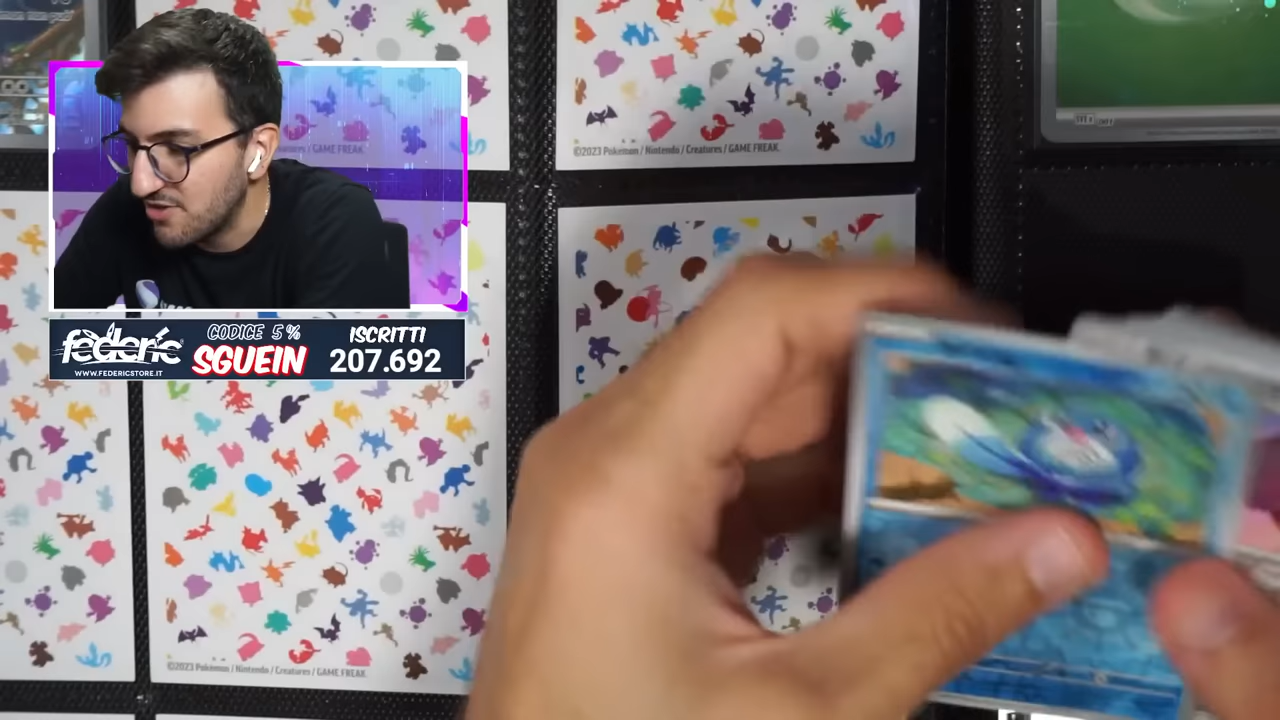 ©2023 Pokémon / Nintendo / Creatures / GAME FREAK.
/ Creatures / GAME FREAK.
federic
WWW.FEDERICSTORE.IT
CODICE 5%
SGUEIN
ISCRITTI
207.692
©2023 Pokémon / Nintendo / Creatures / GAME FREAK.